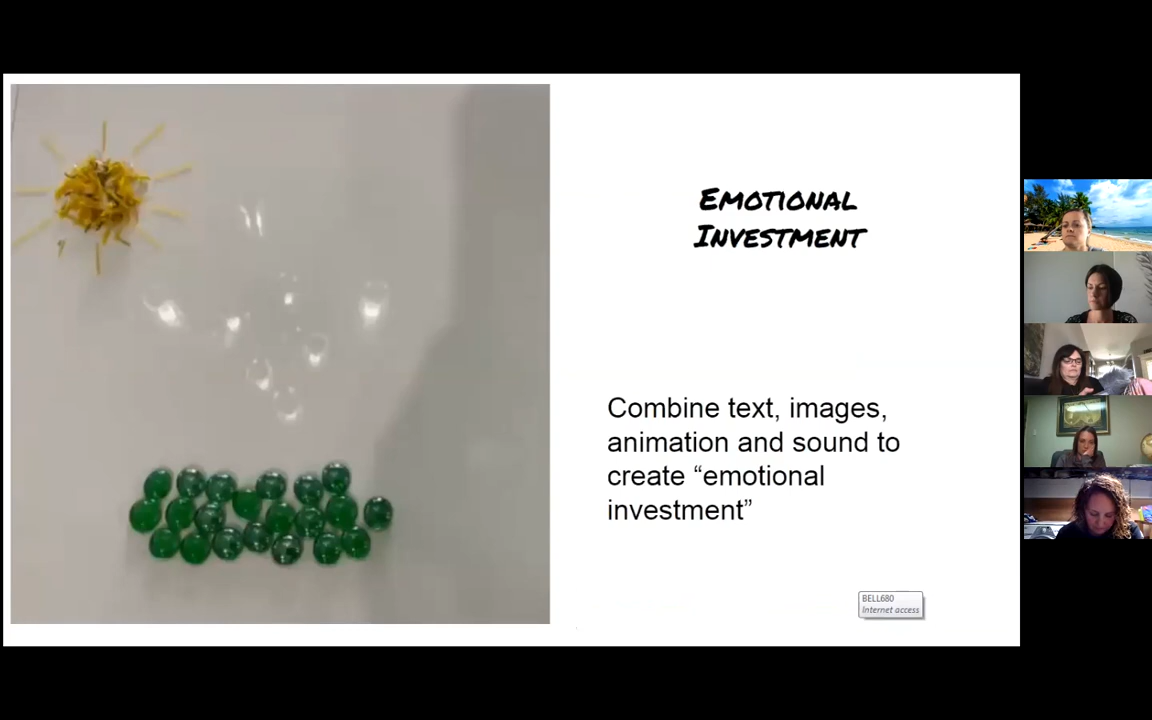 EMOTIONAL
INVESTMENT
Combine text, images,
animation and sound to
create “emotional
investment”
BELL680
Internet access